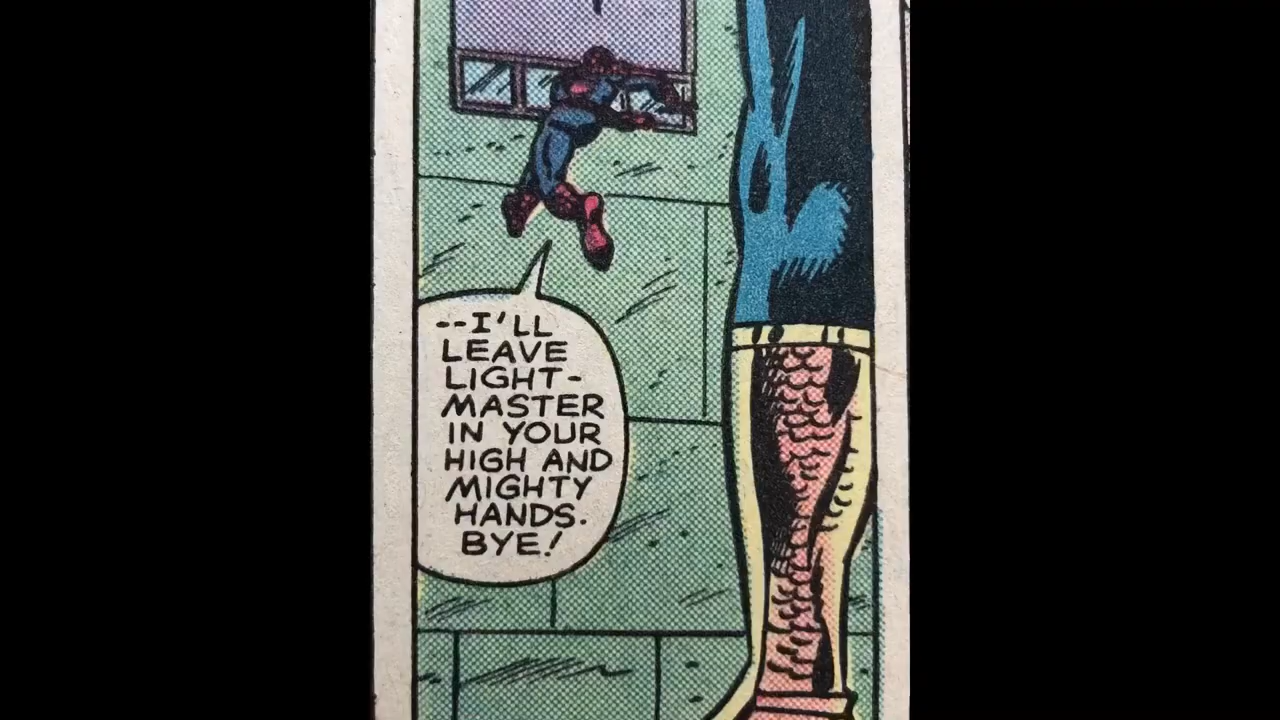 --I'LL
LEAVE
LIGHT-
MASTER
IN YOUR
HIGH AND
MIGHTY
HANDS.
BYE!